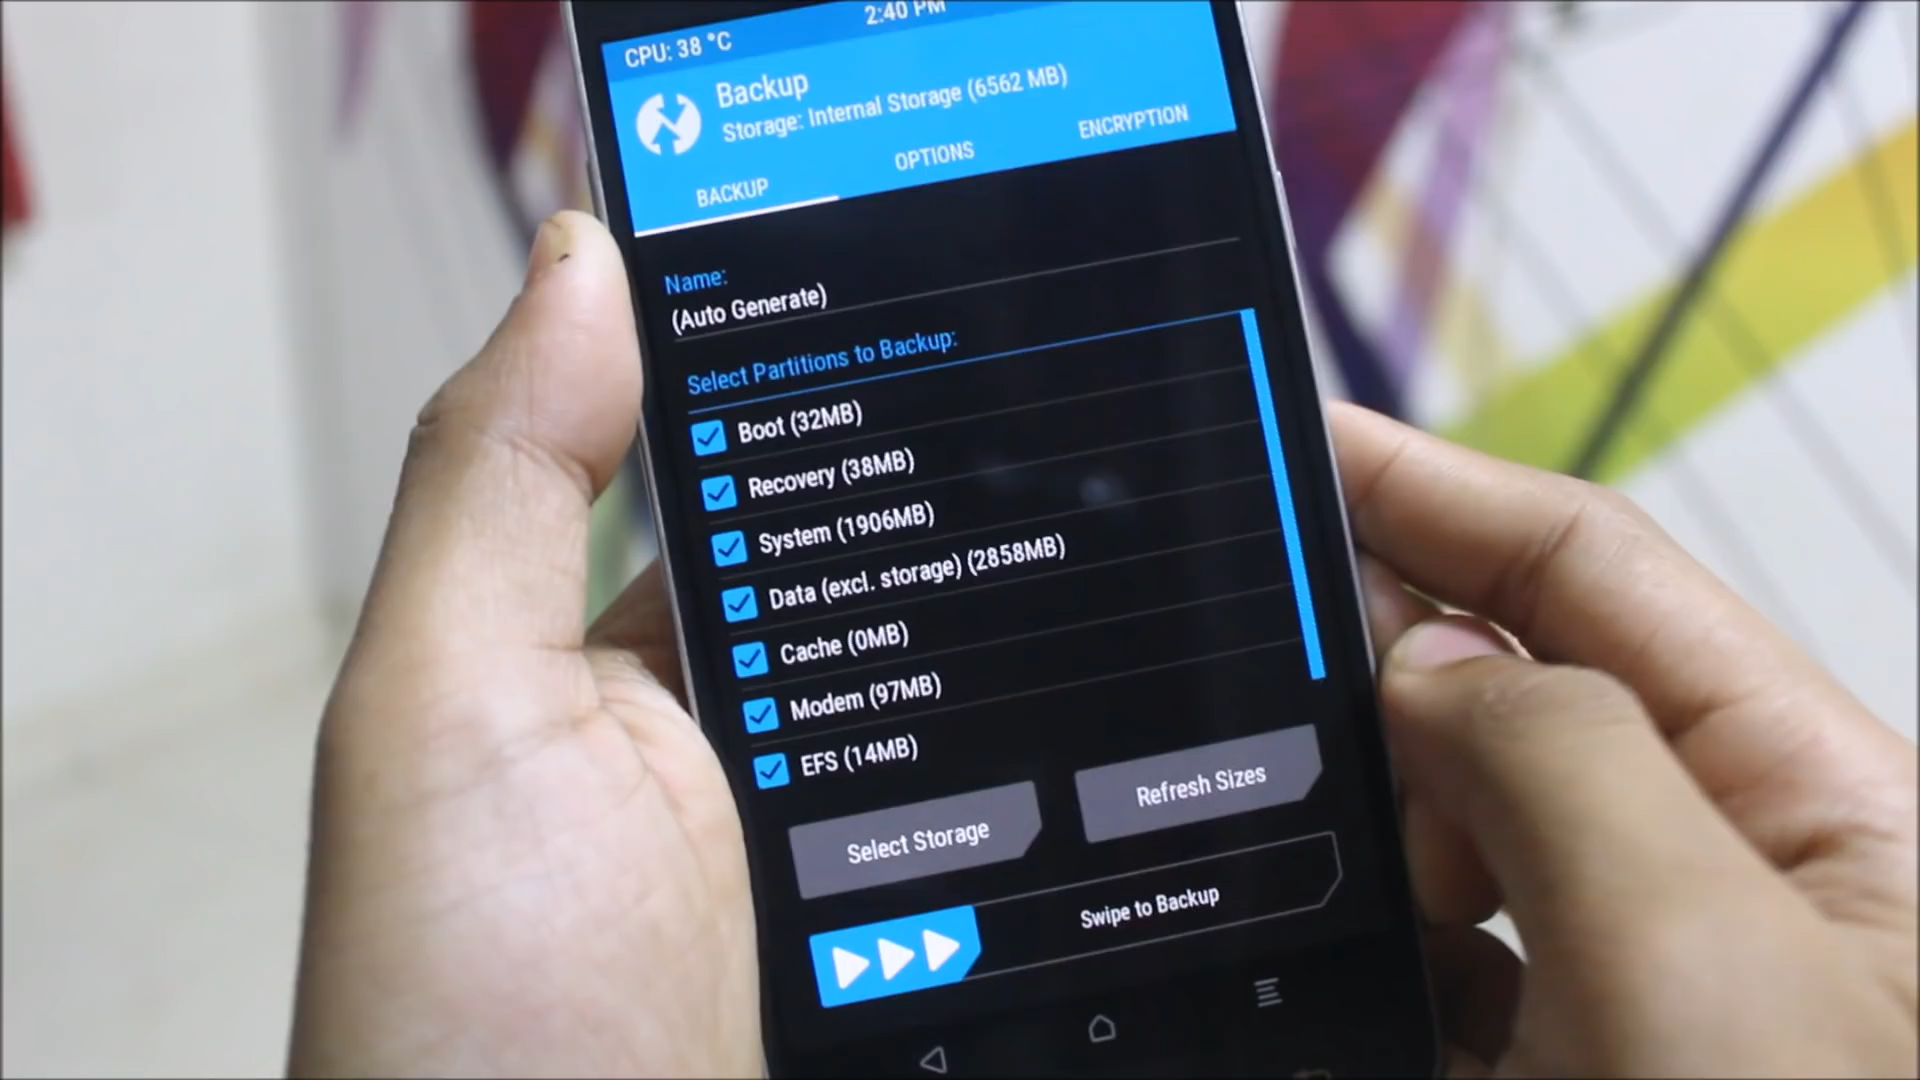 2:40 PM
CPU: 38 °C
Backup
Storage: Internal Storage (6562 MB)
BACKUP
OPTIONS
ENCRYPTION
Name:
(Auto Generate)
Select Partitions to Backup:
Boot (32MB)
Recovery (38MB)
System (1906MB)
Data (excl. storage) (2858MB)
Cache (0MB)
Modem (97MB)
EFS (14MB)
Select Storage
Refresh Sizes
Swipe to Backup